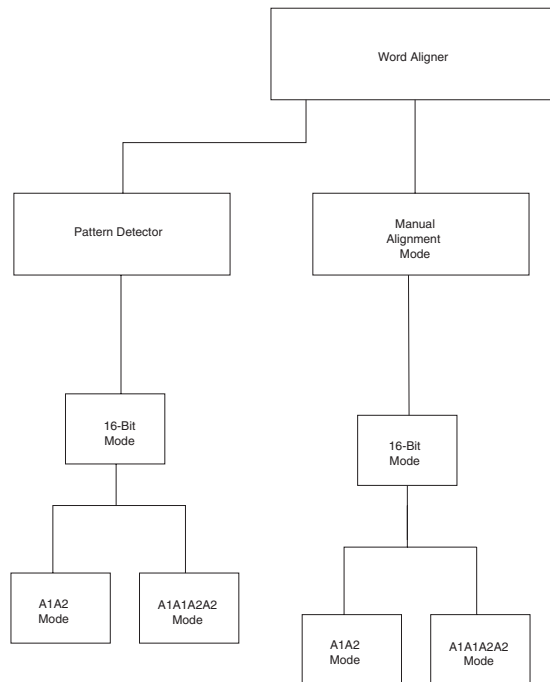 Word Aligner
Pattern Detector
Manual
Alignment
Mode
16-Bit
Mode
16-Bit
Mode
A1A2
Mode
A1A1A2A2
Mode
A1A2
Mode
A1A1A2A2
Mode